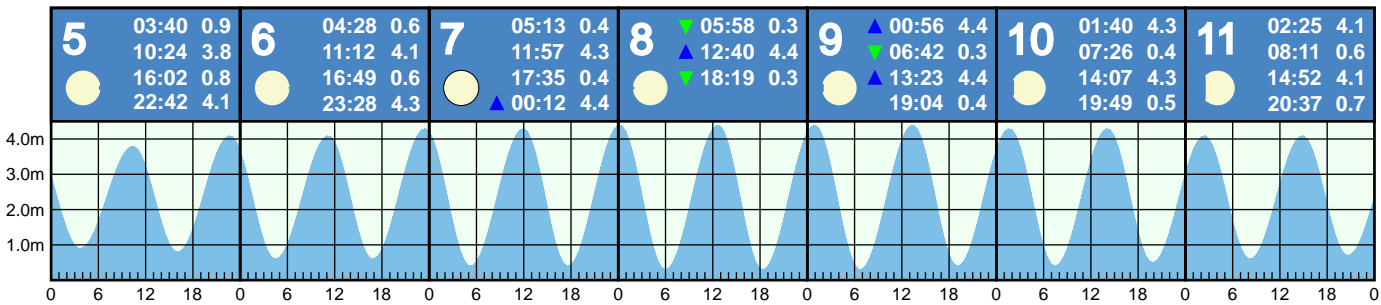 5
03:40 0.9
10:24 3.8
16:02 0.8
22:42 4.1
6
04:28 0.6
11:12 4.1
16:49 0.6
23:28 4.3
7
05:13 0.4
11:57 4.3
17:35 0.4
▲ 00:12 4.4
8
▼ 05:58 0.3
▲ 12:40 4.4
▼ 18:19 0.3
9
▲ 00:56 4.4
▼ 06:42 0.3
▲ 13:23 4.4
19:04 0.4
10
01:40 4.3
07:26 0.4
14:07 4.3
19:49 0.5
11
02:25 4.1
08:11 0.6
14:52 4.1
20:37 0.7
4.0m
3.0m
2.0m
1.0m
0 6 12 18 0 6 12 18 0 6 12 18 0 6 12 18 0 6 12 18 0 6 12 18 0 6 12 18 0